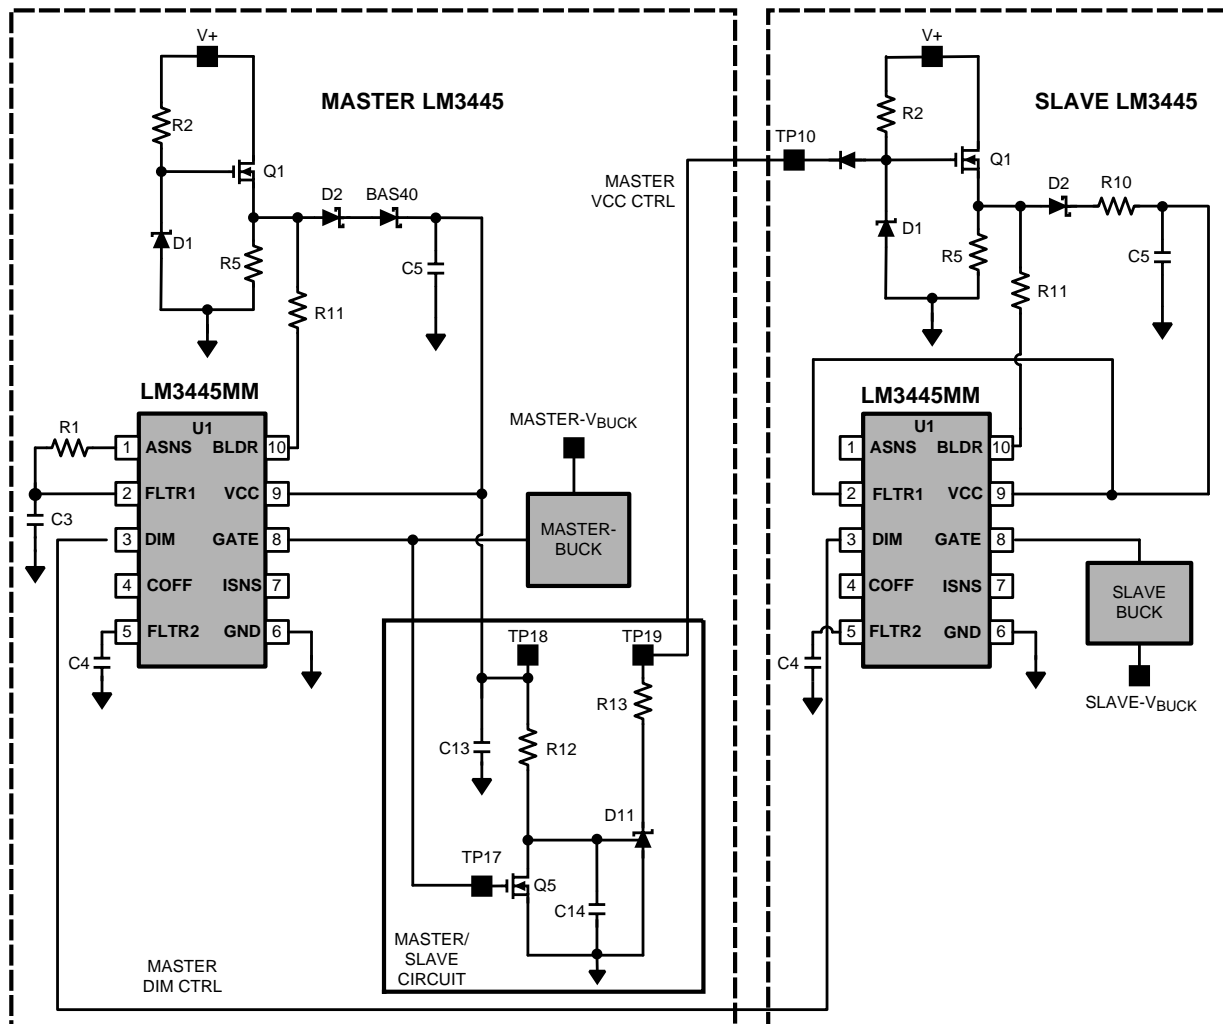 V+
MASTER LM3445
R2
Q1
D2
BAS40
D1
R5
C5
R11
LM3445MM
U1
R1
1 ASNS BLDR 10
2 FLTR1 VCC 9
3 DIM GATE 8
4 COFF ISNS 7
5 FLTR2 GND 6
C3
C4
MASTER-VBUCK
MASTER-
BUCK
TP18
TP19
R13
C13
R12
D11
TP17
Q5
C14
MASTER/
SLAVE
CIRCUIT
MASTER
DIM CTRL
MASTER
VCC CTRL
V+
SLAVE LM3445
TP10
R2
Q1
D2
R10
D1
R5
C5
R11
LM3445MM
U1
1 ASNS BLDR 10
2 FLTR1 VCC 9
3 DIM GATE 8
4 COFF ISNS 7
5 FLTR2 GND 6
C4
SLAVE
BUCK
SLAVE-VBUCK